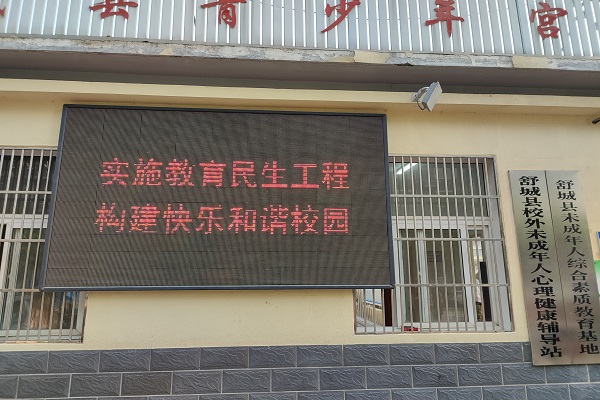 县青少年宫
实施教育民生工程
构建快乐和谐校园
舒城县未成年人综合素质教育基地
舒城县校外未成年人心理健康辅导站